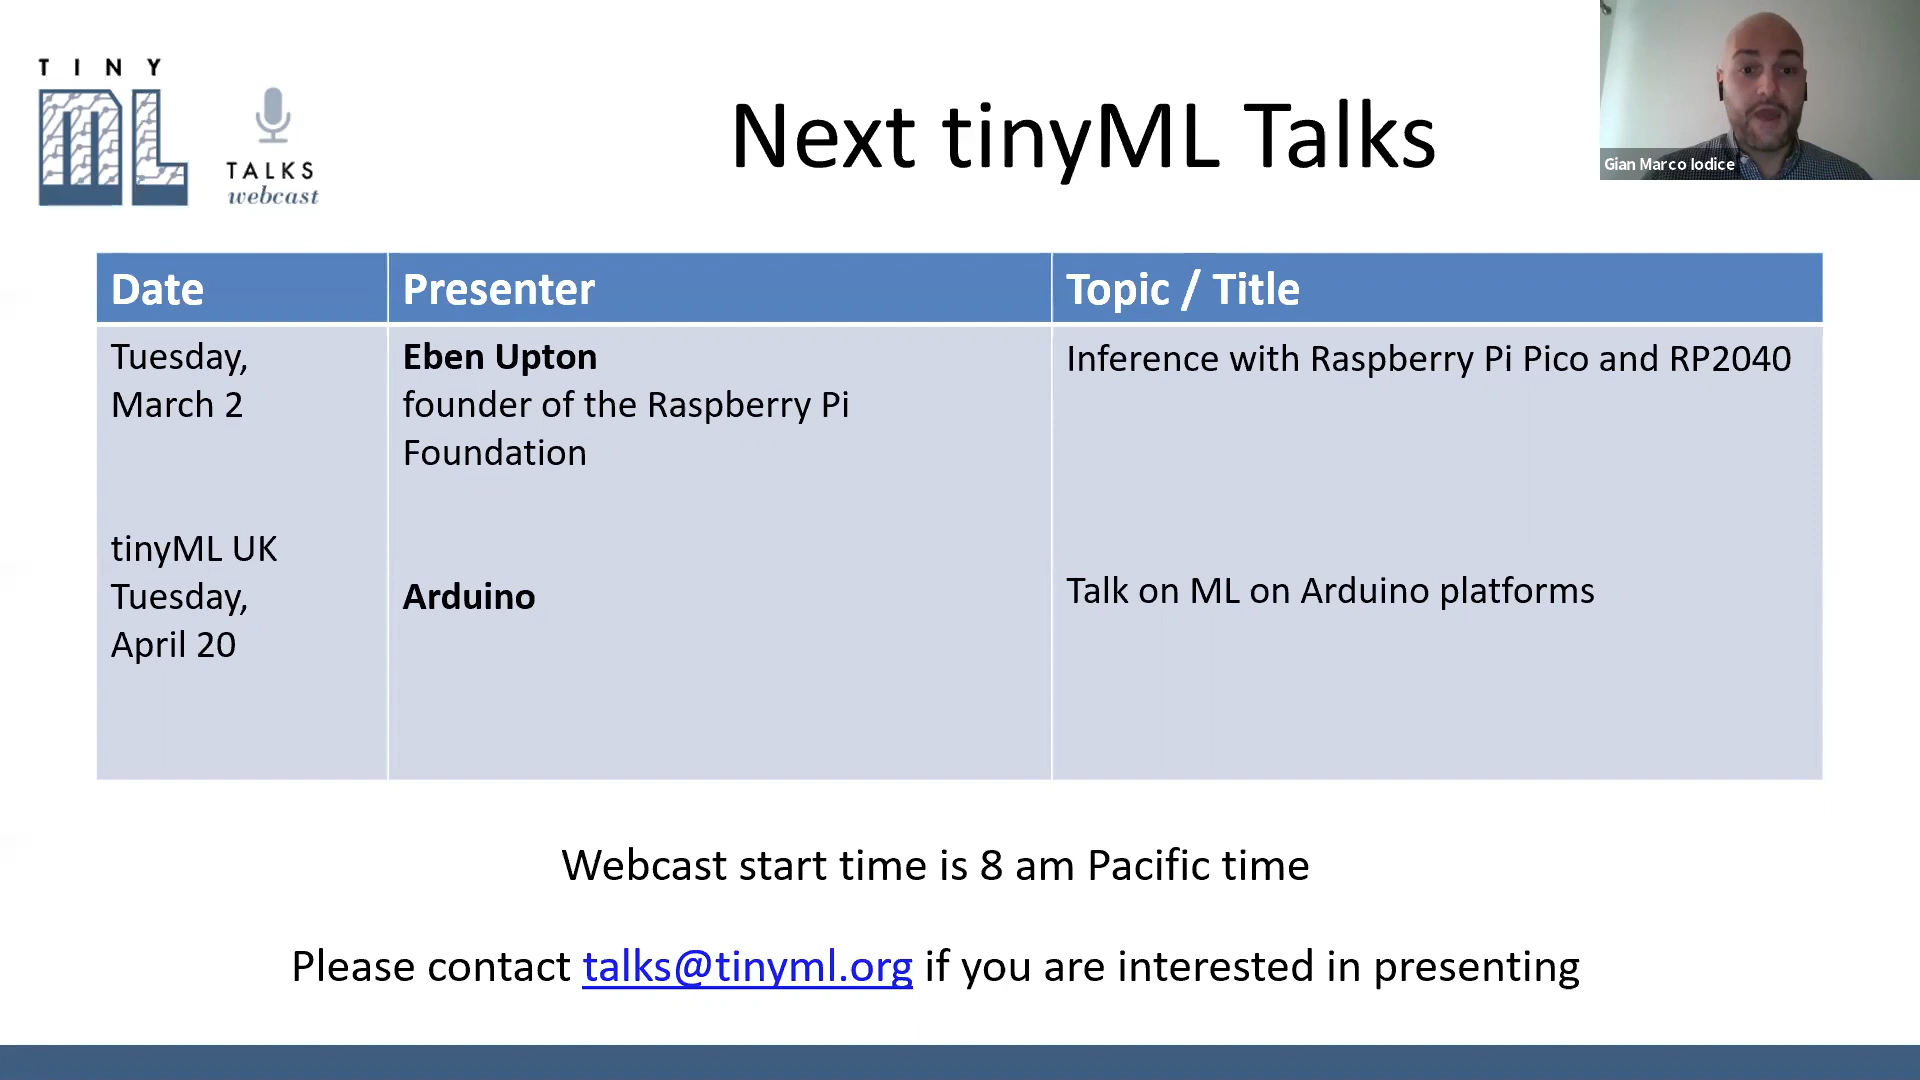 TINY
ML
TALKS
webcast
Next tinyML Talks
Gian Marco Iodice
Date
Presenter
Topic / Title
Tuesday,
March 2
Eben Upton
founder of the Raspberry Pi
Foundation
Inference with Raspberry Pi Pico and RP2040
tinyML UK
Tuesday,
April 20
Arduino
Talk on ML on Arduino platforms
Webcast start time is 8 am Pacific time
Please contact talks@tinyml.org if you are interested in presenting